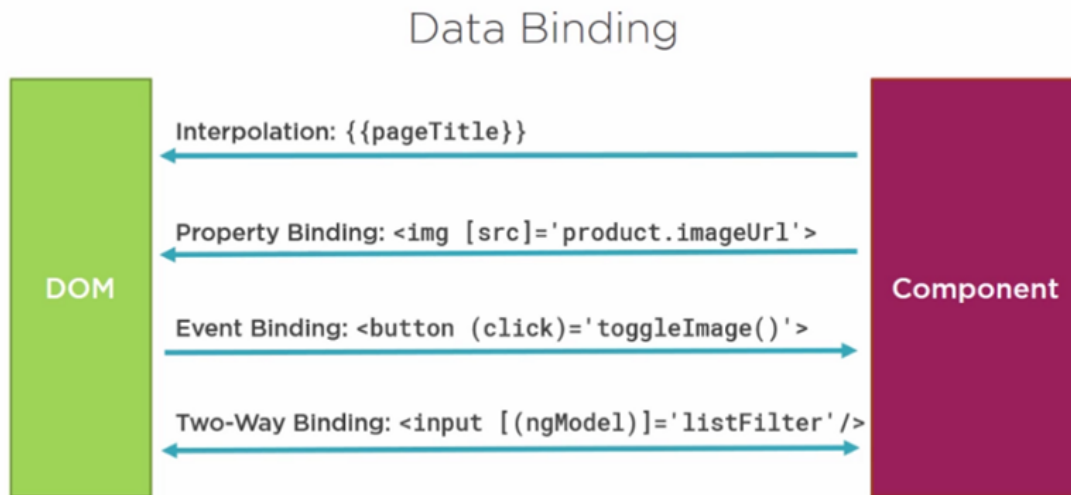 Data Binding
Interpolation: {{pageTitle}}
Property Binding: <img [src]='product.imageUrl'>
DOM
Component
Event Binding: <button (click)='toggleImage()'>
Two-Way Binding: <input [(ngModel)]='listFilter'/>